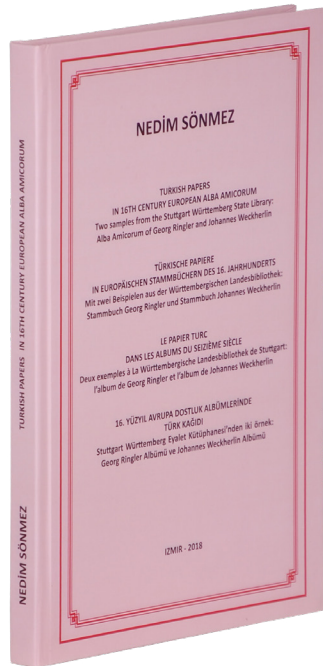 NEDİM SÖNMEZ
TURKISH PAPERS
IN 16TH CENTURY EUROPEAN ALBA AMICORUM
Two samples from the Stuttgart Württemberg State Library:
Alba Amicorum of Georg Ringler and Johannes Weckherlin
TÜRKISCHE PAPIERE
IN EUROPÄISCHEN STAMMBÜCHERN DES 16. JAHRHUNDERTS
Mit zwei Beispielen aus der Württembergischen Landesbibliothek:
Stammbuch Georg Ringler und Stammbuch Johannes Weckherlin
LE PAPIER TURC
DANS LES ALBUMS DU SEIZIÈME SIÈCLE
Deux exemples à La Württembergische Landesbibliothek de Stuttgart:
l'album de Georg Ringler et l'album de Johannes Weckherlin
16. YÜZYIL AVRUPA DOSTLUK ALBÜMLERİNDE
TÜRK KAĞIDI
Stuttgart Württemberg Eyalet Kütüphanesi'nden iki örnek:
Georg Ringler Albümü ve Johannes Weckherlin Albümü
IZMIR - 2018
NEDİM SÖNMEZ TURKISH PAPERS IN 16TH CENTURY EUROPEAN ALBA AMICORUM